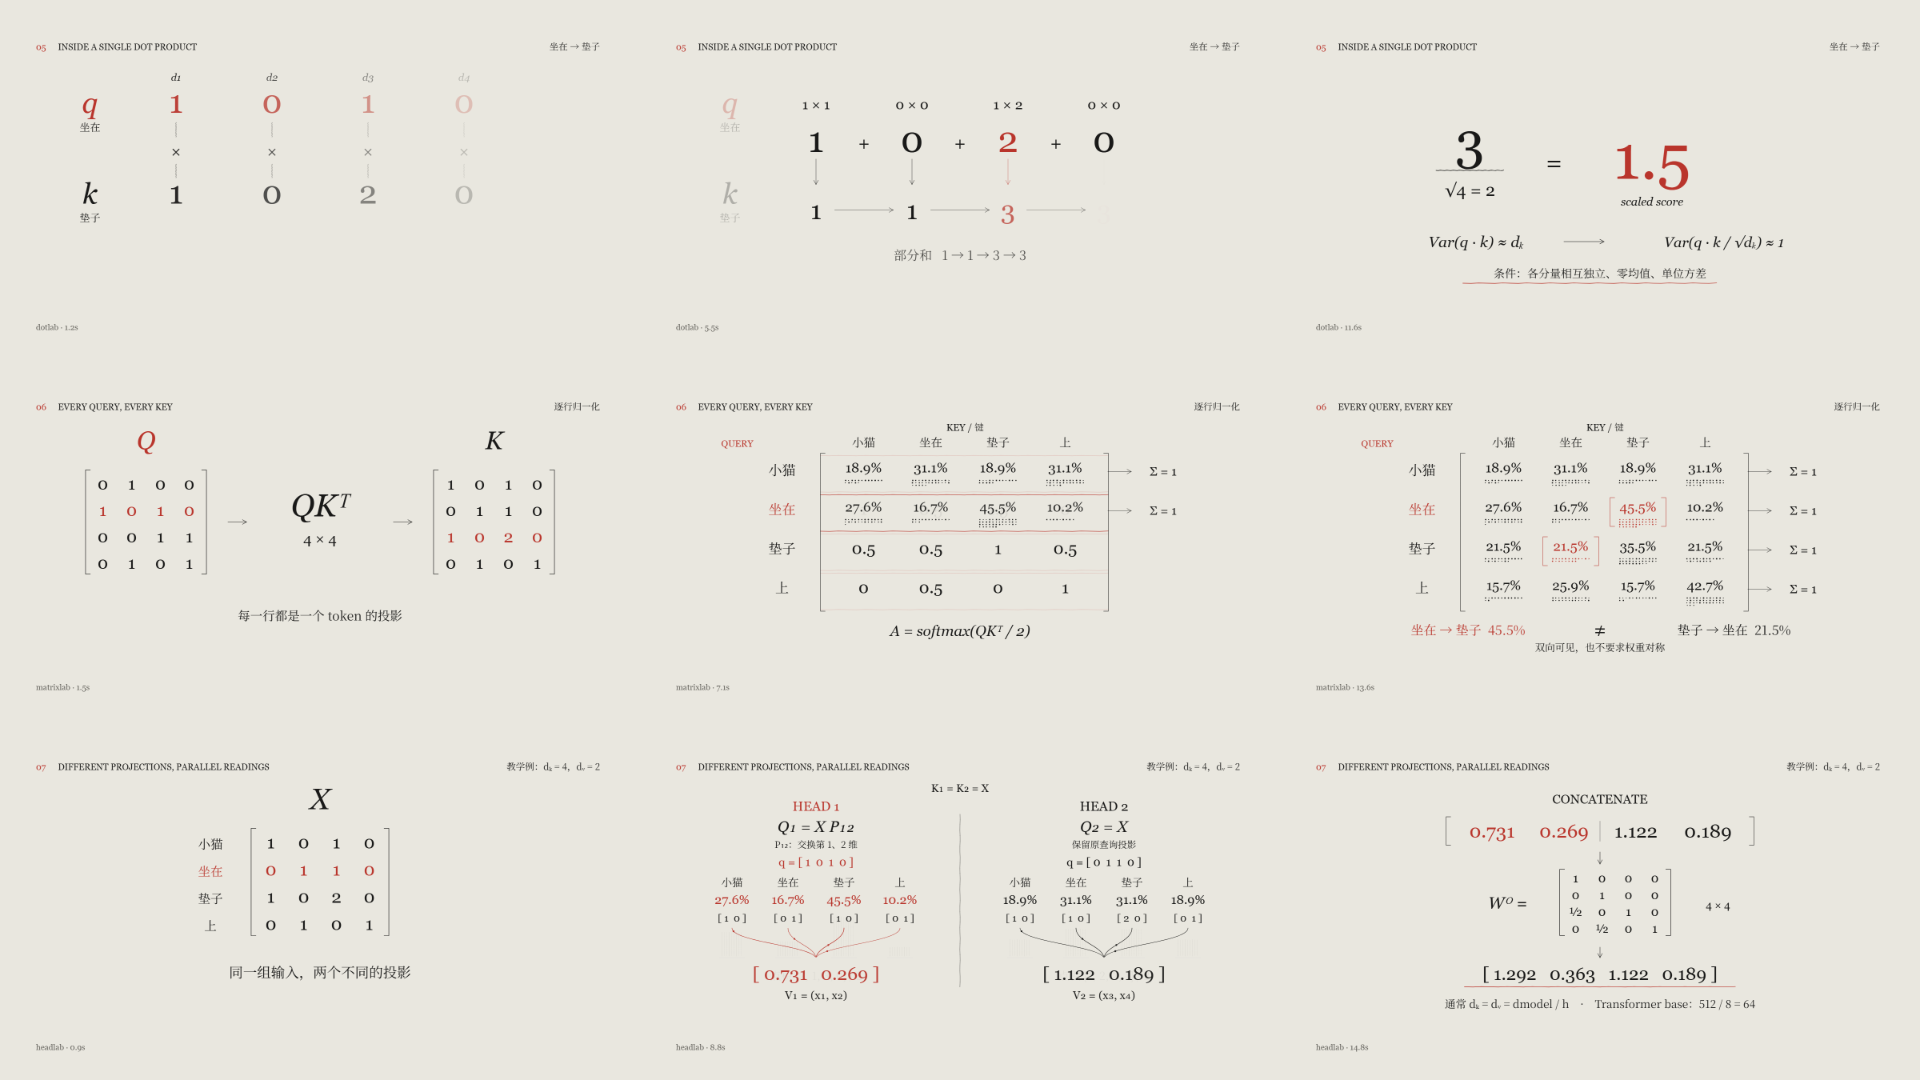 05 INSIDE A SINGLE DOT PRODUCT 坐在 → 垫子
d1 d2 d3 d4
q 1 0 1 0
坐在
× × × ×
k 1 0 2 0
垫子
dotlab · 1.2s
05 INSIDE A SINGLE DOT PRODUCT 坐在 → 垫子
q 1 × 1 0 × 0 1 × 2 0 × 0
坐在
1 + 0 + 2 + 0
k 1 1 3 3
垫子
部分和 1 → 1 → 3 → 3
dotlab · 5.5s
05 INSIDE A SINGLE DOT PRODUCT 坐在 → 垫子
3
√4 = 2
= 1.5
scaled score
Var(q · k) ≈ dₖ Var(q · k / √dₖ) ≈ 1
条件：各分量相互独立、零均值、单位方差
dotlab · 11.6s
06 EVERY QUERY, EVERY KEY 逐行归一化
Q K
0 1 0 0 1 0 1 0
1 0 1 0 0 1 1 0
QKᵀ
4 × 4
0 0 1 1 1 0 2 0
0 1 0 1 0 1 0 1
每一行都是一个 token 的投影
matrixlab · 1.5s
06 EVERY QUERY, EVERY KEY 逐行归一化
KEY / 键
QUERY 小猫 坐在 垫子 上
小猫 18.9% 31.1% 18.9% 31.1% Σ = 1
坐在 27.6% 16.7% 45.5% 10.2% Σ = 1
垫子 0.5 0.5 1 0.5
上 0 0.5 0 1
A = softmax(QKᵀ / 2)
matrixlab · 7.1s
06 EVERY QUERY, EVERY KEY 逐行归一化
KEY / 键
QUERY 小猫 坐在 垫子 上
小猫 18.9% 31.1% 18.9% 31.1% Σ = 1
坐在 27.6% 16.7% 45.5% 10.2% Σ = 1
垫子 21.5% 21.5% 35.5% 21.5% Σ = 1
上 15.7% 25.9% 15.7% 42.7% Σ = 1
坐在 → 垫子 45.5% ≠ 垫子 → 坐在 21.5%
双向可见，也不要求权重对称
matrixlab · 13.6s
07 DIFFERENT PROJECTIONS, PARALLEL READINGS 教学例：dₖ = 4，dᵥ = 2
X
小猫 1 0 1 0
坐在 0 1 1 0
垫子 1 0 2 0
上 0 1 0 1
同一组输入，两个不同的投影
headlab · 0.9s
07 DIFFERENT PROJECTIONS, PARALLEL READINGS 教学例：dₖ = 4，dᵥ = 2
K1 = K2 = X
HEAD 1
Q1 = X P12
P12：交换第 1、2 维
q = [ 1 0 1 0 ]
小猫 坐在 垫子 上
27.6% 16.7% 45.5% 10.2%
[ 1 0 ] [ 0 1 ] [ 1 0 ] [ 0 1 ]
[ 0.731 0.269 ]
V1 = (x1, x2)
HEAD 2
Q2 = X
保留原查询投影
q = [ 0 1 1 0 ]
小猫 坐在 垫子 上
18.9% 31.1% 31.1% 18.9%
[ 1 0 ] [ 1 0 ] [ 2 0 ] [ 0 1 ]
[ 1.122 0.189 ]
V2 = (x3, x4)
headlab · 8.8s
07 DIFFERENT PROJECTIONS, PARALLEL READINGS 教学例：dₖ = 4，dᵥ = 2
CONCATENATE
0.731 0.269 1.122 0.189
1 0 0 0
0 1 0 0
Wᴼ = 4 × 4
½ 0 1 0
0 ½ 0 1
[ 1.292 0.363 1.122 0.189 ]
通常 dₖ = dᵥ = dmodel / h · Transformer base：512 / 8 = 64
headlab · 14.8s